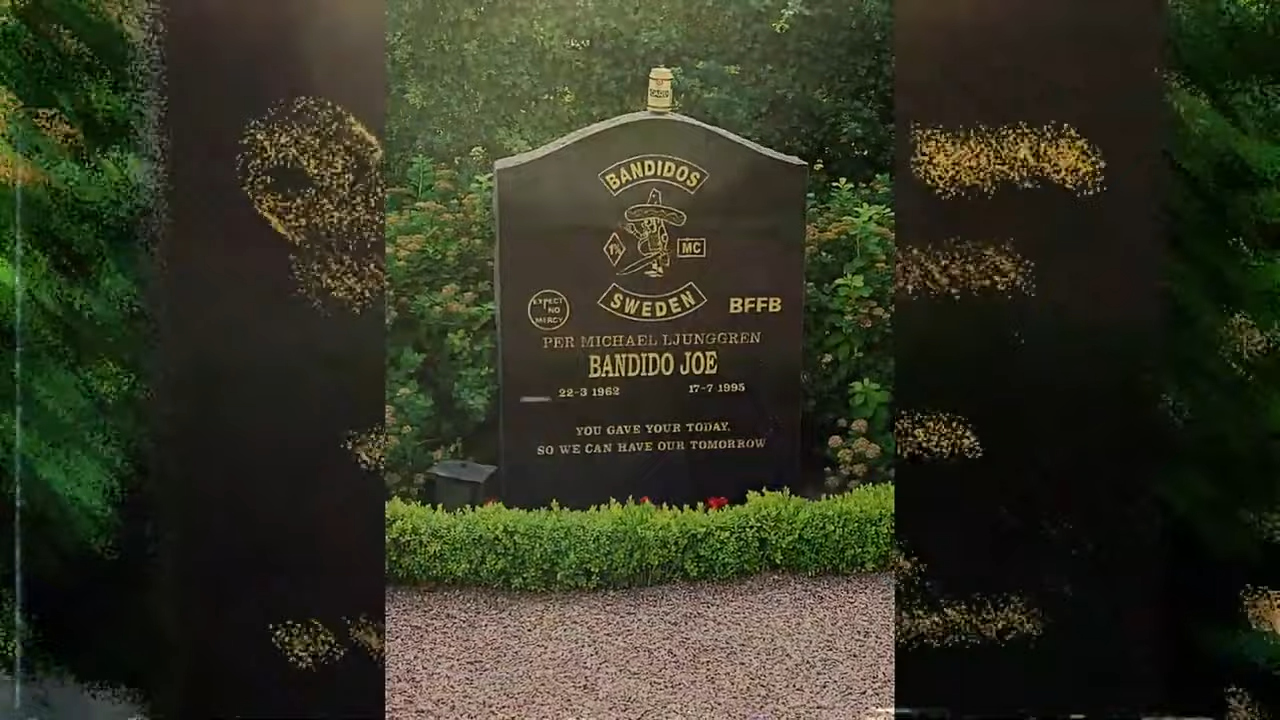 BANDIDOS
1%
MC
SWEDEN
EXPECT
NO
MERCY
BFFB
PER MICHAEL LJUNGGREN
BANDIDO JOE
22-3 1962 17-7 1995
YOU GAVE YOUR TODAY,
SO WE CAN HAVE OUR TOMORROW